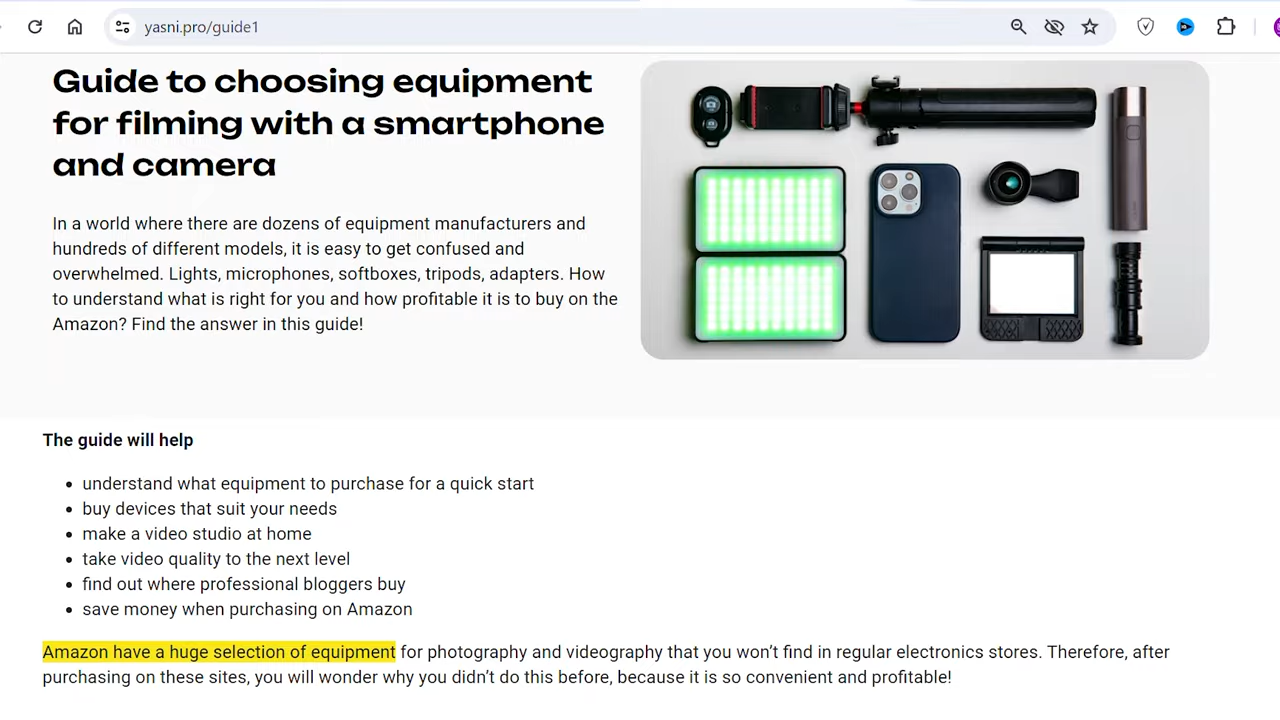 yasni.pro/guide1
Guide to choosing equipment
for filming with a smartphone
and camera
In a world where there are dozens of equipment manufacturers and
hundreds of different models, it is easy to get confused and
overwhelmed. Lights, microphones, softboxes, tripods, adapters. How
to understand what is right for you and how profitable it is to buy on the
Amazon? Find the answer in this guide!
The guide will help
• understand what equipment to purchase for a quick start
• buy devices that suit your needs
• make a video studio at home
• take video quality to the next level
• find out where professional bloggers buy
• save money when purchasing on Amazon
Amazon have a huge selection of equipment for photography and videography that you won’t find in regular electronics stores. Therefore, after
purchasing on these sites, you will wonder why you didn’t do this before, because it is so convenient and profitable!